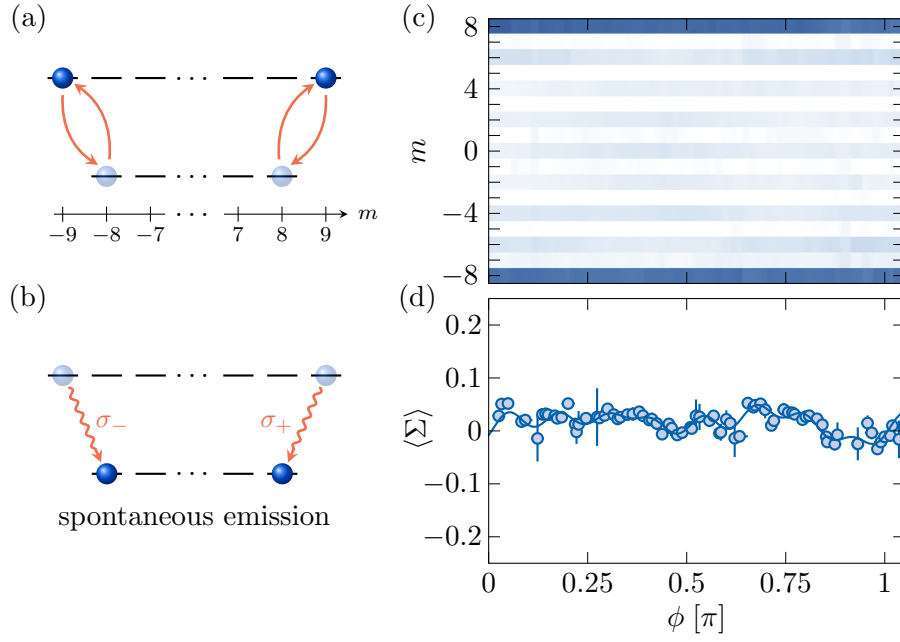 (a)
· · ·
· · ·
· · · m
−9 −8 −7 7 8 9
(b)
· · ·
σ− σ+
· · ·
spontaneous emission
(c)
8
4
0
−4
−8
m
(d)
0.2
0.1
0
−0.1
−0.2
⟨Σ⟩
0 0.25 0.5 0.75 1
ϕ [π]